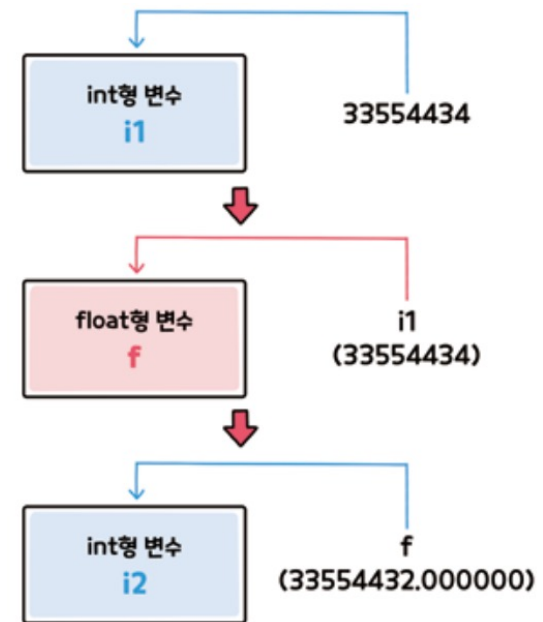 int형 변수
i1
33554434
float형 변수
f
i1
(33554434)
int형 변수
i2
f
(33554432.000000)